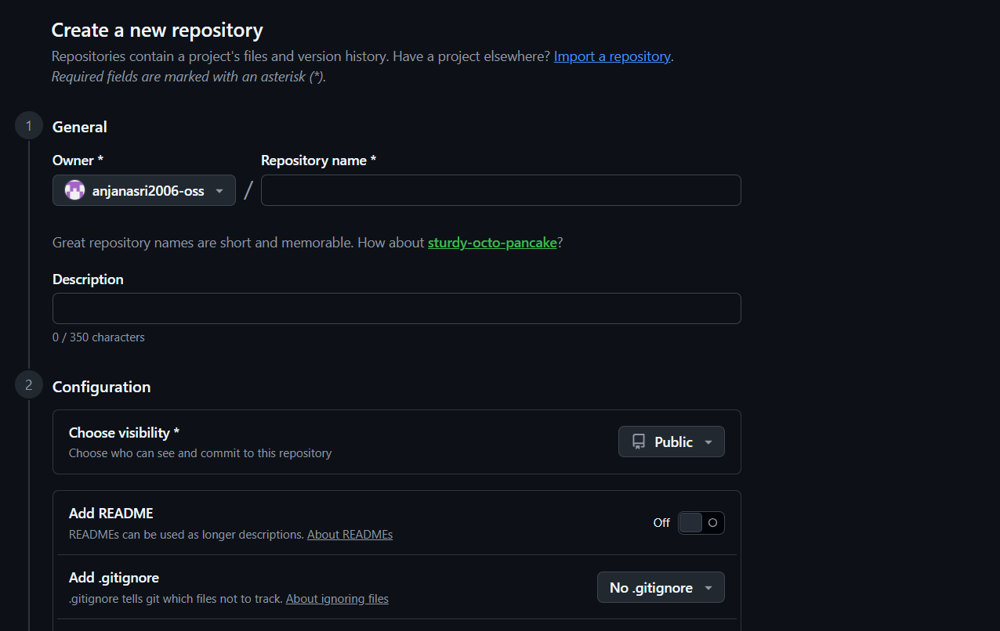 Create a new repository
Repositories contain a project's files and version history. Have a project elsewhere? Import a repository.
Required fields are marked with an asterisk (*).
1
General
Owner *
Repository name *
anjanasri2006-oss
/
Great repository names are short and memorable. How about sturdy-octo-pancake?
Description
0 / 350 characters
2
Configuration
Choose visibility *
Choose who can see and commit to this repository
Public
Add README
READMEs can be used as longer descriptions. About READMEs
Off
Add .gitignore
.gitignore tells git which files not to track. About ignoring files
No .gitignore